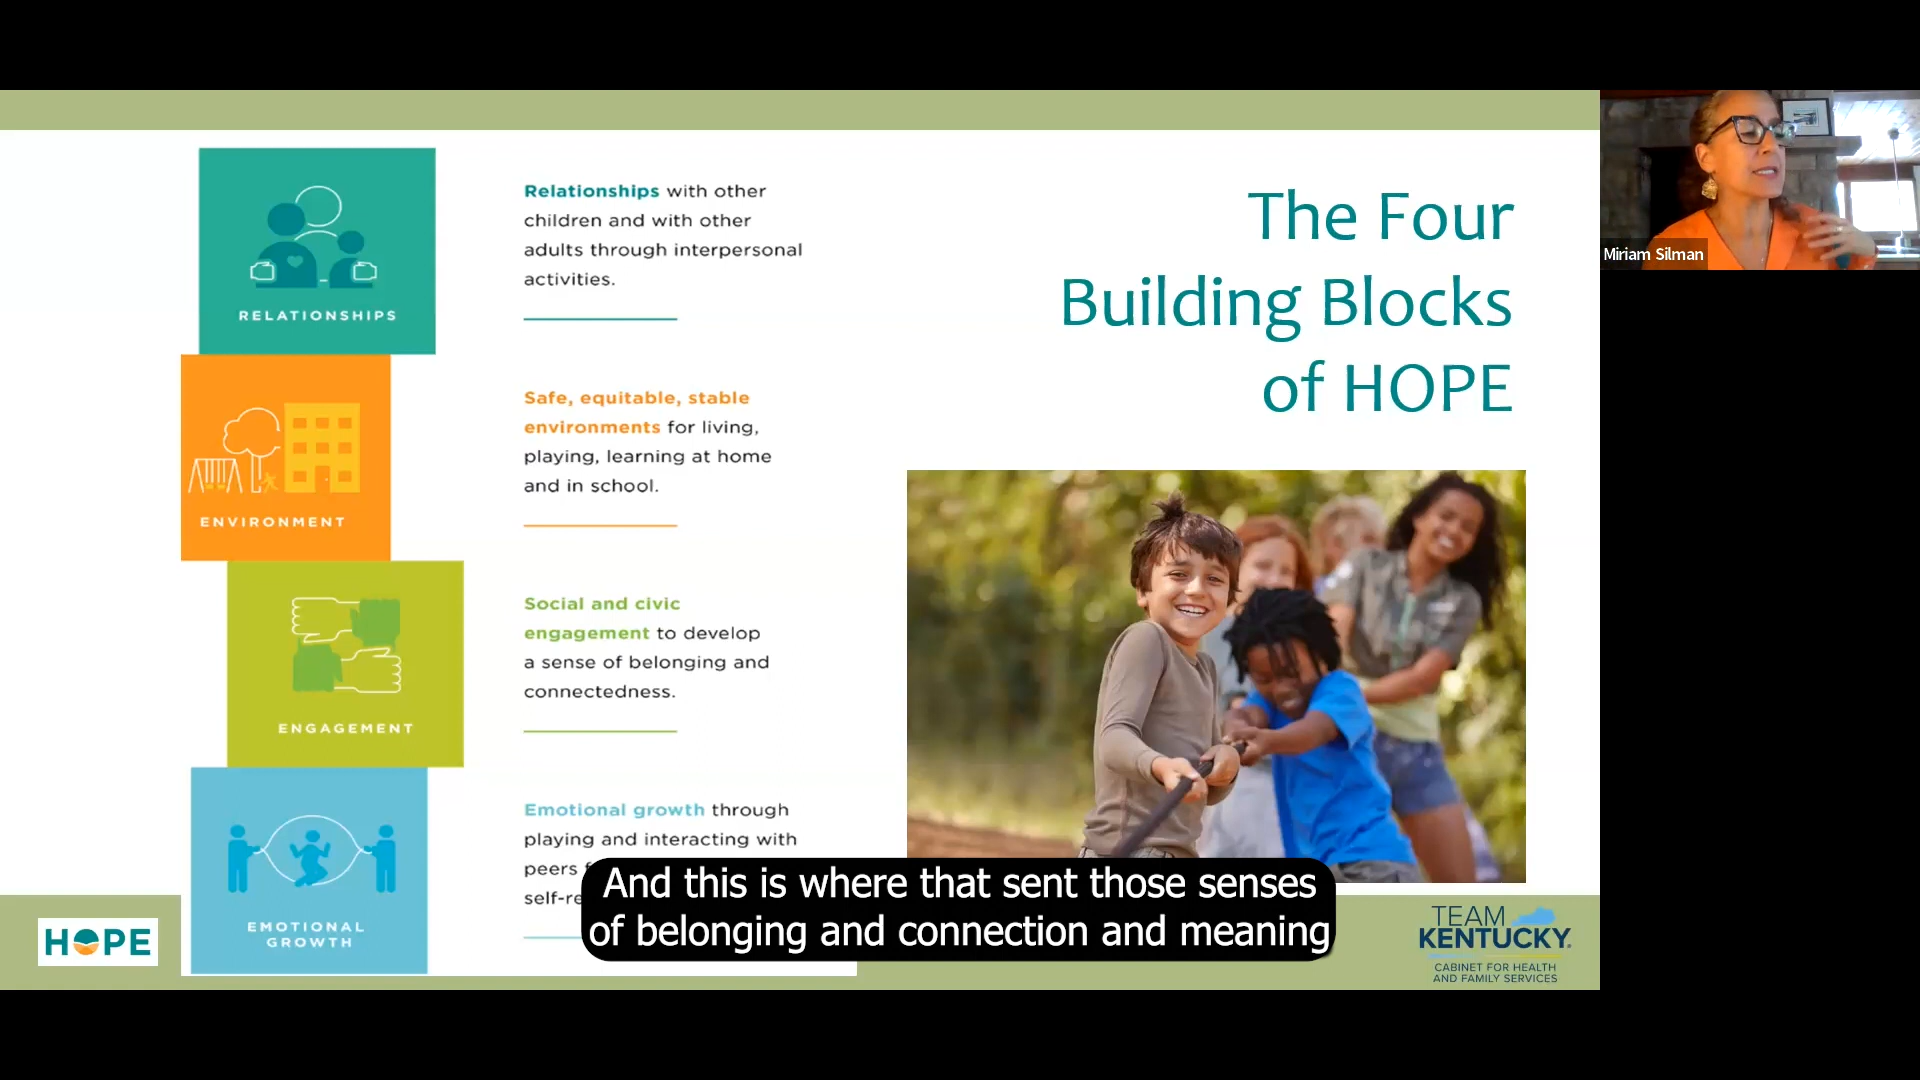 RELATIONSHIPS
Relationships with other
children and with other
adults through interpersonal
activities.
ENVIRONMENT
Safe, equitable, stable
environments for living,
playing, learning at home
and in school.
ENGAGEMENT
Social and civic
engagement to develop
a sense of belonging and
connectedness.
EMOTIONAL
GROWTH
Emotional growth through
playing and interacting with
peers
The Four
Building Blocks
of HOPE
Miriam Silman
And this is where that sent those senses
of belonging and connection and meaning
HOPE
TEAM
KENTUCKY
CABINET FOR HEALTH
AND FAMILY SERVICES